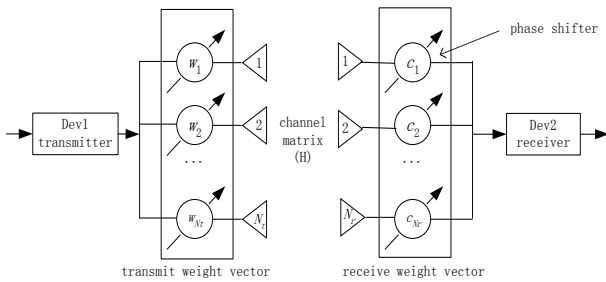 phase shifter
w1
1
1
c1
Dev1
transmitter
w2
2
channel
matrix
(H)
2
c2
Dev2
receiver
...
...
wNt
Nt
Nr
cNr
transmit weight vector
receive weight vector